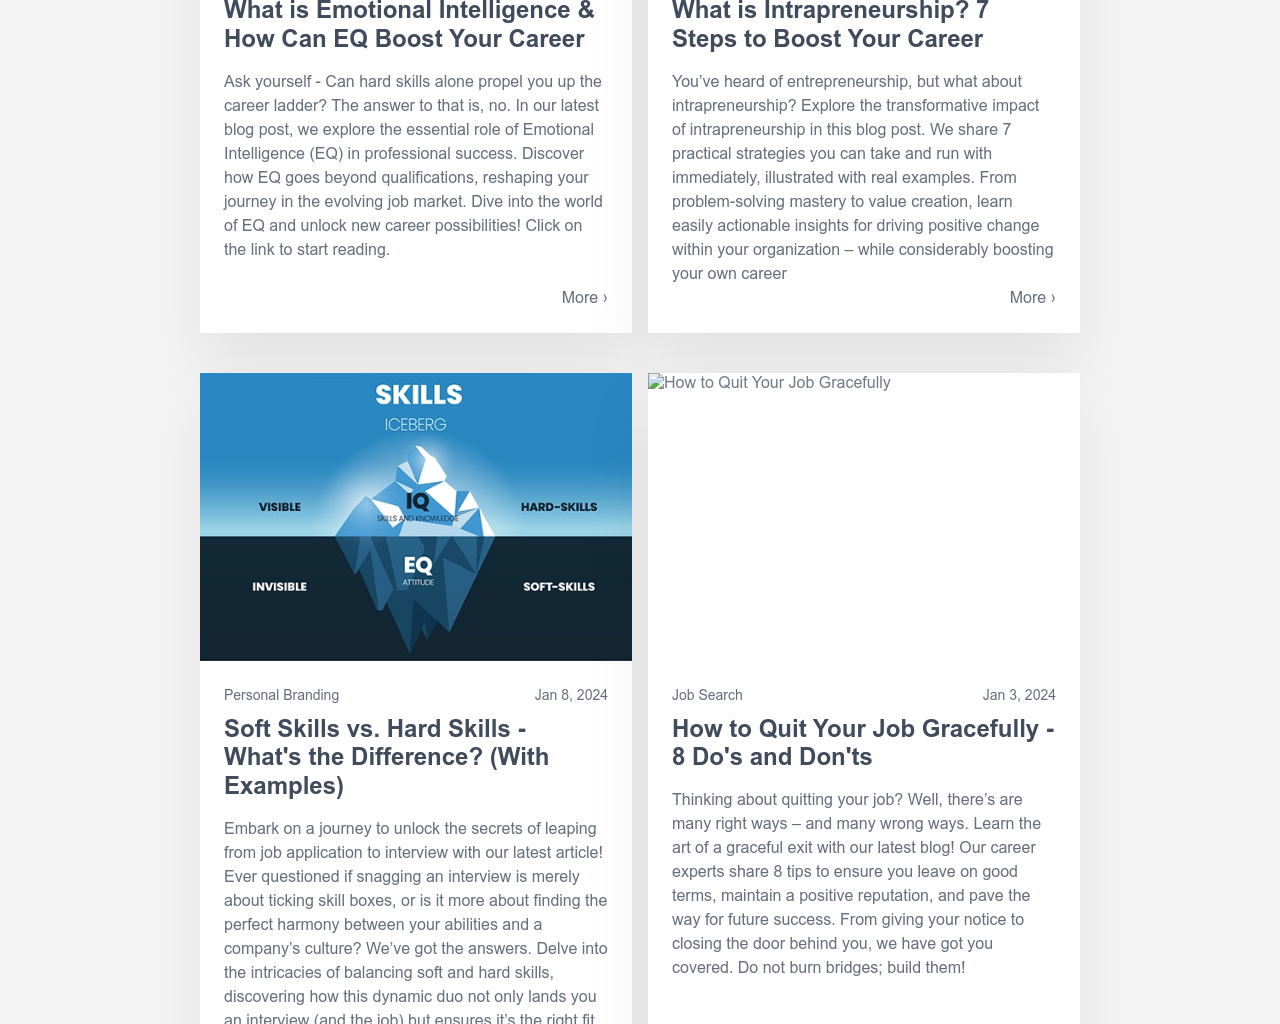 What is Emotional Intelligence &
How Can EQ Boost Your Career
Ask yourself - Can hard skills alone propel you up the
career ladder? The answer to that is, no. In our latest
blog post, we explore the essential role of Emotional
Intelligence (EQ) in professional success. Discover
how EQ goes beyond qualifications, reshaping your
journey in the evolving job market. Dive into the world
of EQ and unlock new career possibilities! Click on
the link to start reading.
More ›
What is Intrapreneurship? 7
Steps to Boost Your Career
You’ve heard of entrepreneurship, but what about
intrapreneurship? Explore the transformative impact
of intrapreneurship in this blog post. We share 7
practical strategies you can take and run with
immediately, illustrated with real examples. From
problem-solving mastery to value creation, learn
easily actionable insights for driving positive change
within your organization – while considerably boosting
your own career
More ›
SKILLS
ICEBERG
IQ
SKILLS AND KNOWLEDGE
VISIBLE
HARD-SKILLS
EQ
ATTITUDE
INVISIBLE
SOFT-SKILLS
Personal Branding
Jan 8, 2024
Soft Skills vs. Hard Skills -
What's the Difference? (With
Examples)
Embark on a journey to unlock the secrets of leaping
from job application to interview with our latest article!
Ever questioned if snagging an interview is merely
about ticking skill boxes, or is it more about finding the
perfect harmony between your abilities and a
company’s culture? We’ve got the answers. Delve into
the intricacies of balancing soft and hard skills,
discovering how this dynamic duo not only lands you
an interview (and the job) but ensures it’s the right fit
How to Quit Your Job Gracefully
Job Search
Jan 3, 2024
How to Quit Your Job Gracefully -
8 Do's and Don'ts
Thinking about quitting your job? Well, there’s are
many right ways – and many wrong ways. Learn the
art of a graceful exit with our latest blog! Our career
experts share 8 tips to ensure you leave on good
terms, maintain a positive reputation, and pave the
way for future success. From giving your notice to
closing the door behind you, we have got you
covered. Do not burn bridges; build them!